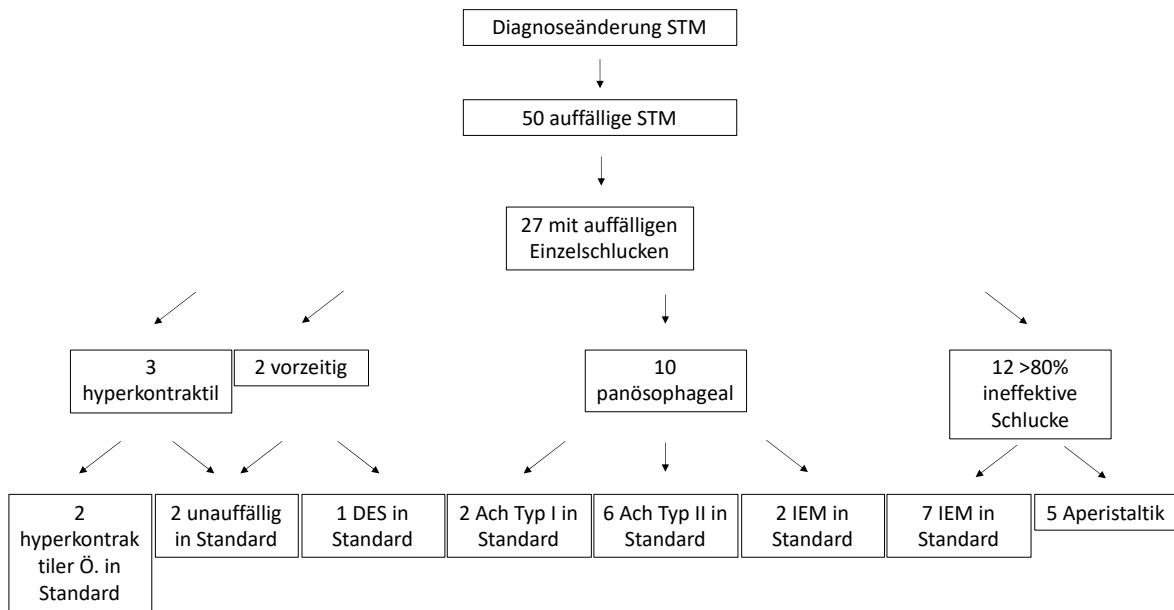 Diagnoseänderung STM
50 auffällige STM
27 mit auffälligen
Einzelschlucken
3
hyperkontraktil
2 vorzeitig
10
panösophageal
12 >80%
ineffektive
Schlucke
2
hyperkontrak
tiler Ö. in
Standard
2 unauffällig
in Standard
1 DES in
Standard
2 Ach Typ I in
Standard
6 Ach Typ II in
Standard
2 IEM in
Standard
7 IEM in
Standard
5 Aperistaltik